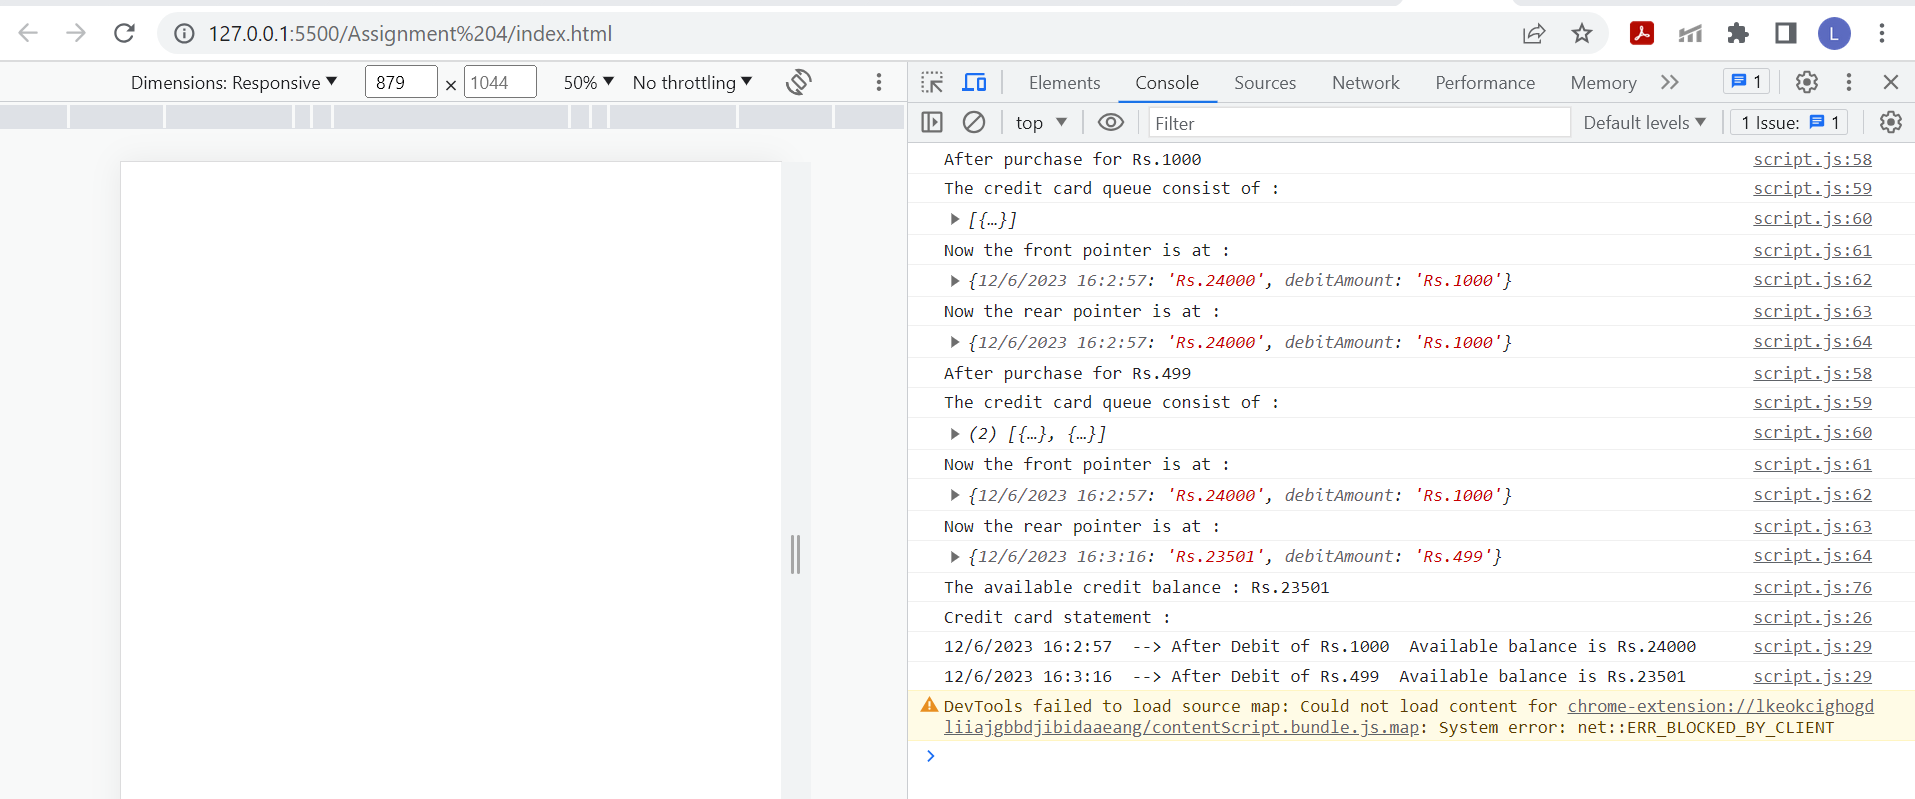 127.0.0.1:5500/Assignment%204/index.html
L
Dimensions: Responsive 879 × 1044 50% No throttling
Elements Console Sources Network Performance Memory 1
top Filter Default levels 1 Issue: 1
After purchase for Rs.1000 script.js:58
The credit card queue consist of : script.js:59
[{…}] script.js:60
Now the front pointer is at : script.js:61
{12/6/2023 16:2:57: 'Rs.24000', debitAmount: 'Rs.1000'} script.js:62
Now the rear pointer is at : script.js:63
{12/6/2023 16:2:57: 'Rs.24000', debitAmount: 'Rs.1000'} script.js:64
After purchase for Rs.499 script.js:58
The credit card queue consist of : script.js:59
(2) [{…}, {…}] script.js:60
Now the front pointer is at : script.js:61
{12/6/2023 16:2:57: 'Rs.24000', debitAmount: 'Rs.1000'} script.js:62
Now the rear pointer is at : script.js:63
{12/6/2023 16:3:16: 'Rs.23501', debitAmount: 'Rs.499'} script.js:64
The available credit balance : Rs.23501 script.js:76
Credit card statement : script.js:26
12/6/2023 16:2:57 --> After Debit of Rs.1000 Available balance is Rs.24000 script.js:29
12/6/2023 16:3:16 --> After Debit of Rs.499 Available balance is Rs.23501 script.js:29
DevTools failed to load source map: Could not load content for chrome-extension://lkeokcighogd
liiajgbbdjibidaaeang/contentScript.bundle.js.map: System error: net::ERR_BLOCKED_BY_CLIENT